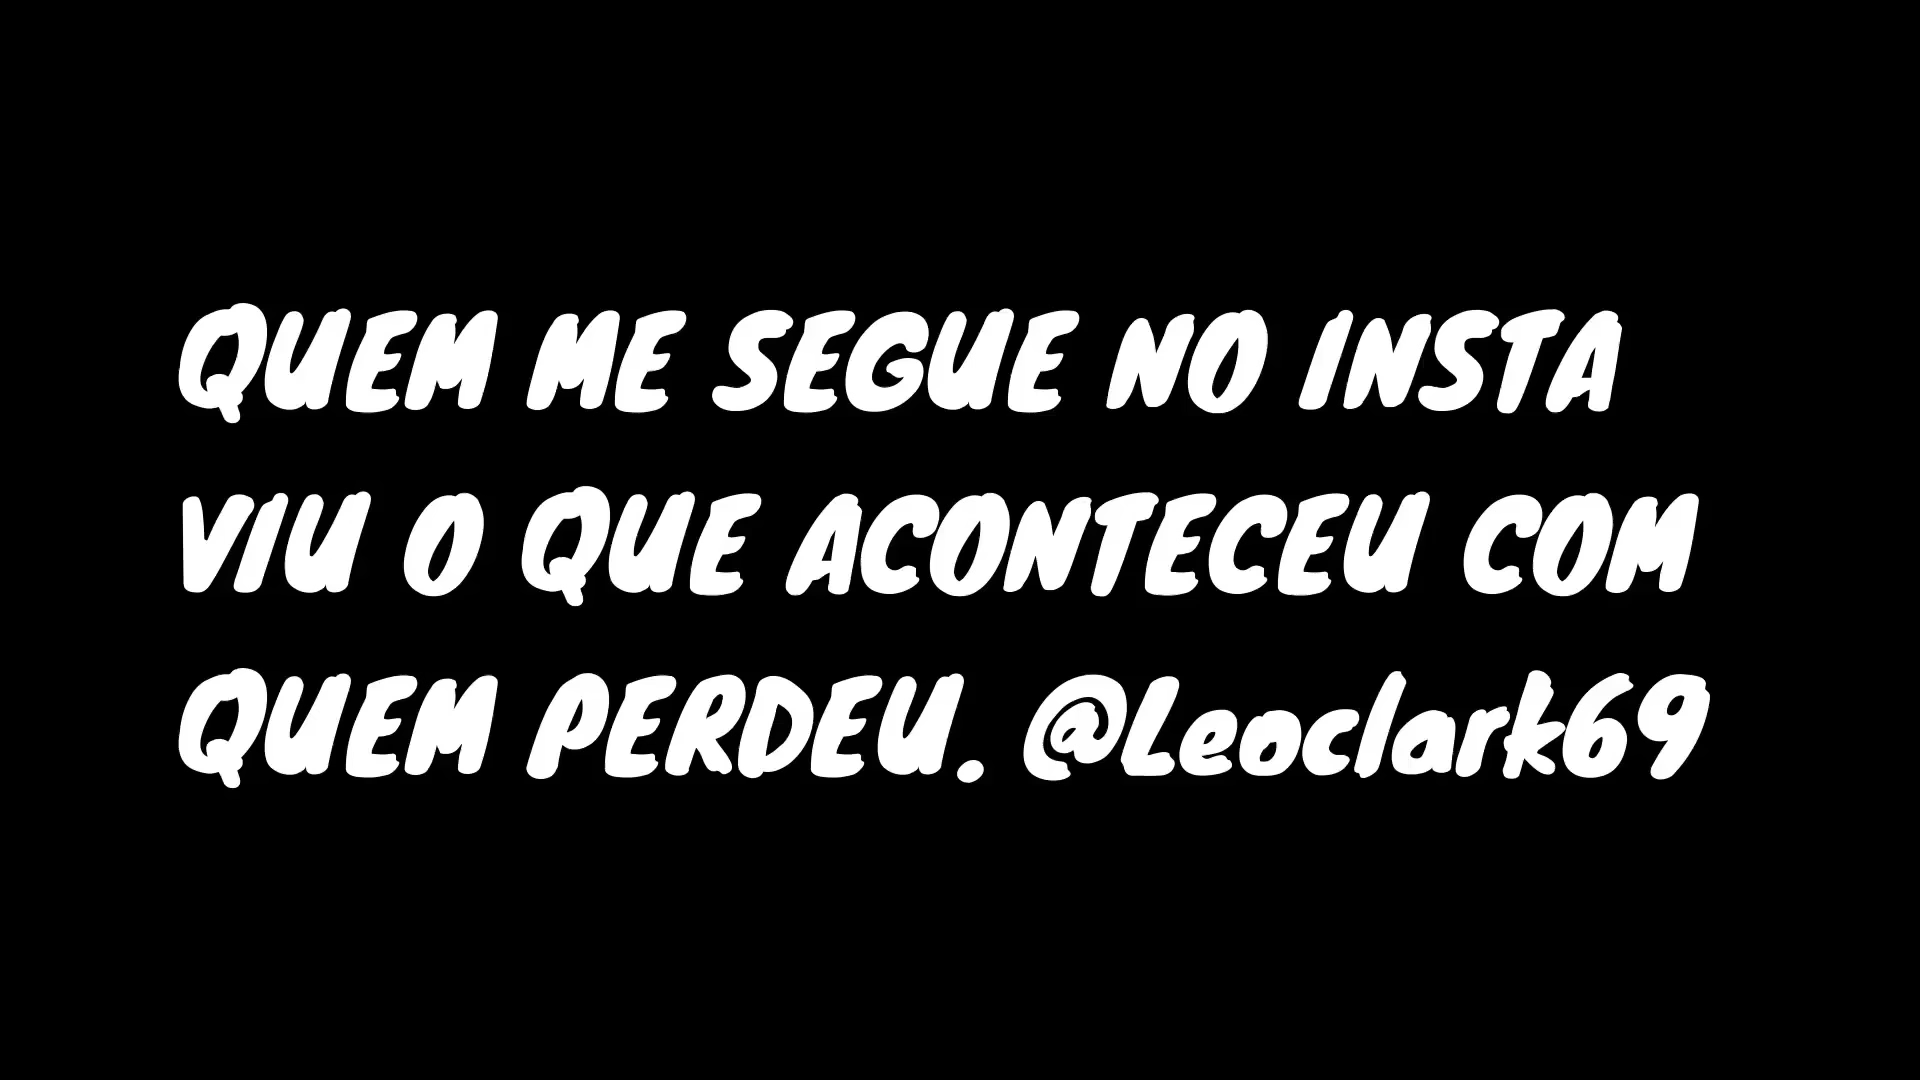 QUEM ME SEGUE NO INSTA
VIU O QUE ACONTECEU COM
QUEM PERDEU. @Leoclark69